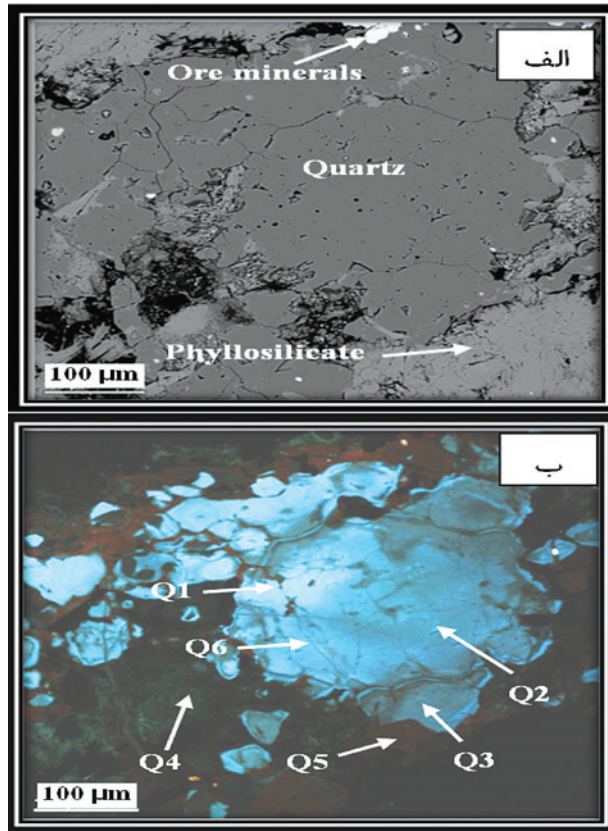 Ore minerals
الف
Quartz
Phyllosilicate
100 µm
ب
Q1
Q6
Q2
Q4
Q5
Q3
100 µm